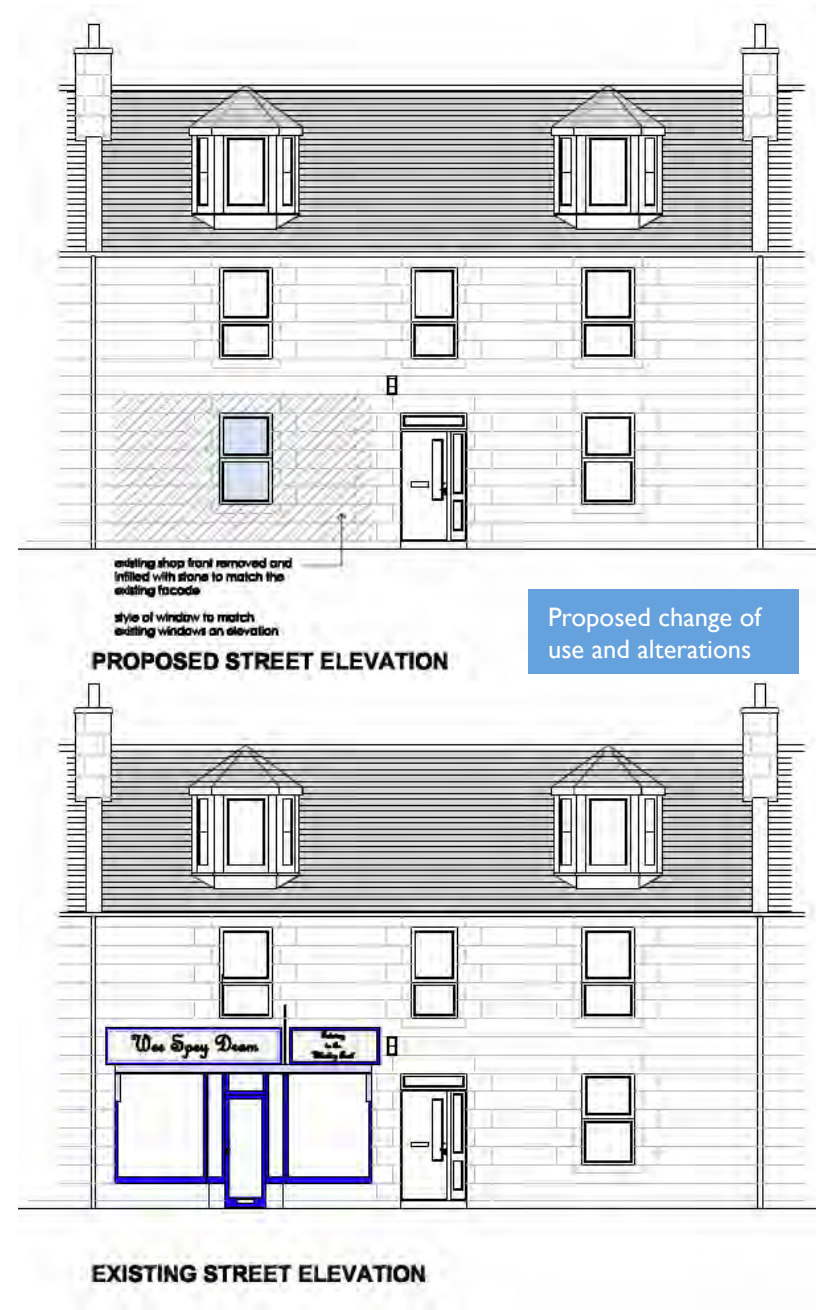 existing shop front removed and
infilled with stone to match the
existing facade
style of window to match
existing windows on elevation
PROPOSED STREET ELEVATION
Proposed change of
use and alterations
Wee Spey Dram
EXISTING STREET ELEVATION